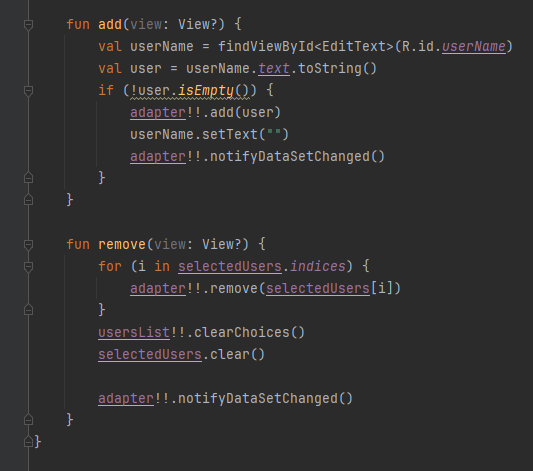 fun add(view: View?) {
val userName = findViewById<EditText>(R.id.userName)
val user = userName.text.toString()
if (!user.isEmpty()) {
adapter!!.add(user)
userName.setText("")
adapter!!.notifyDataSetChanged()
}
}
fun remove(view: View?) {
for (i in selectedUsers.indices) {
adapter!!.remove(selectedUsers[i])
}
usersList!!.clearChoices()
selectedUsers.clear()
adapter!!.notifyDataSetChanged()
}
}